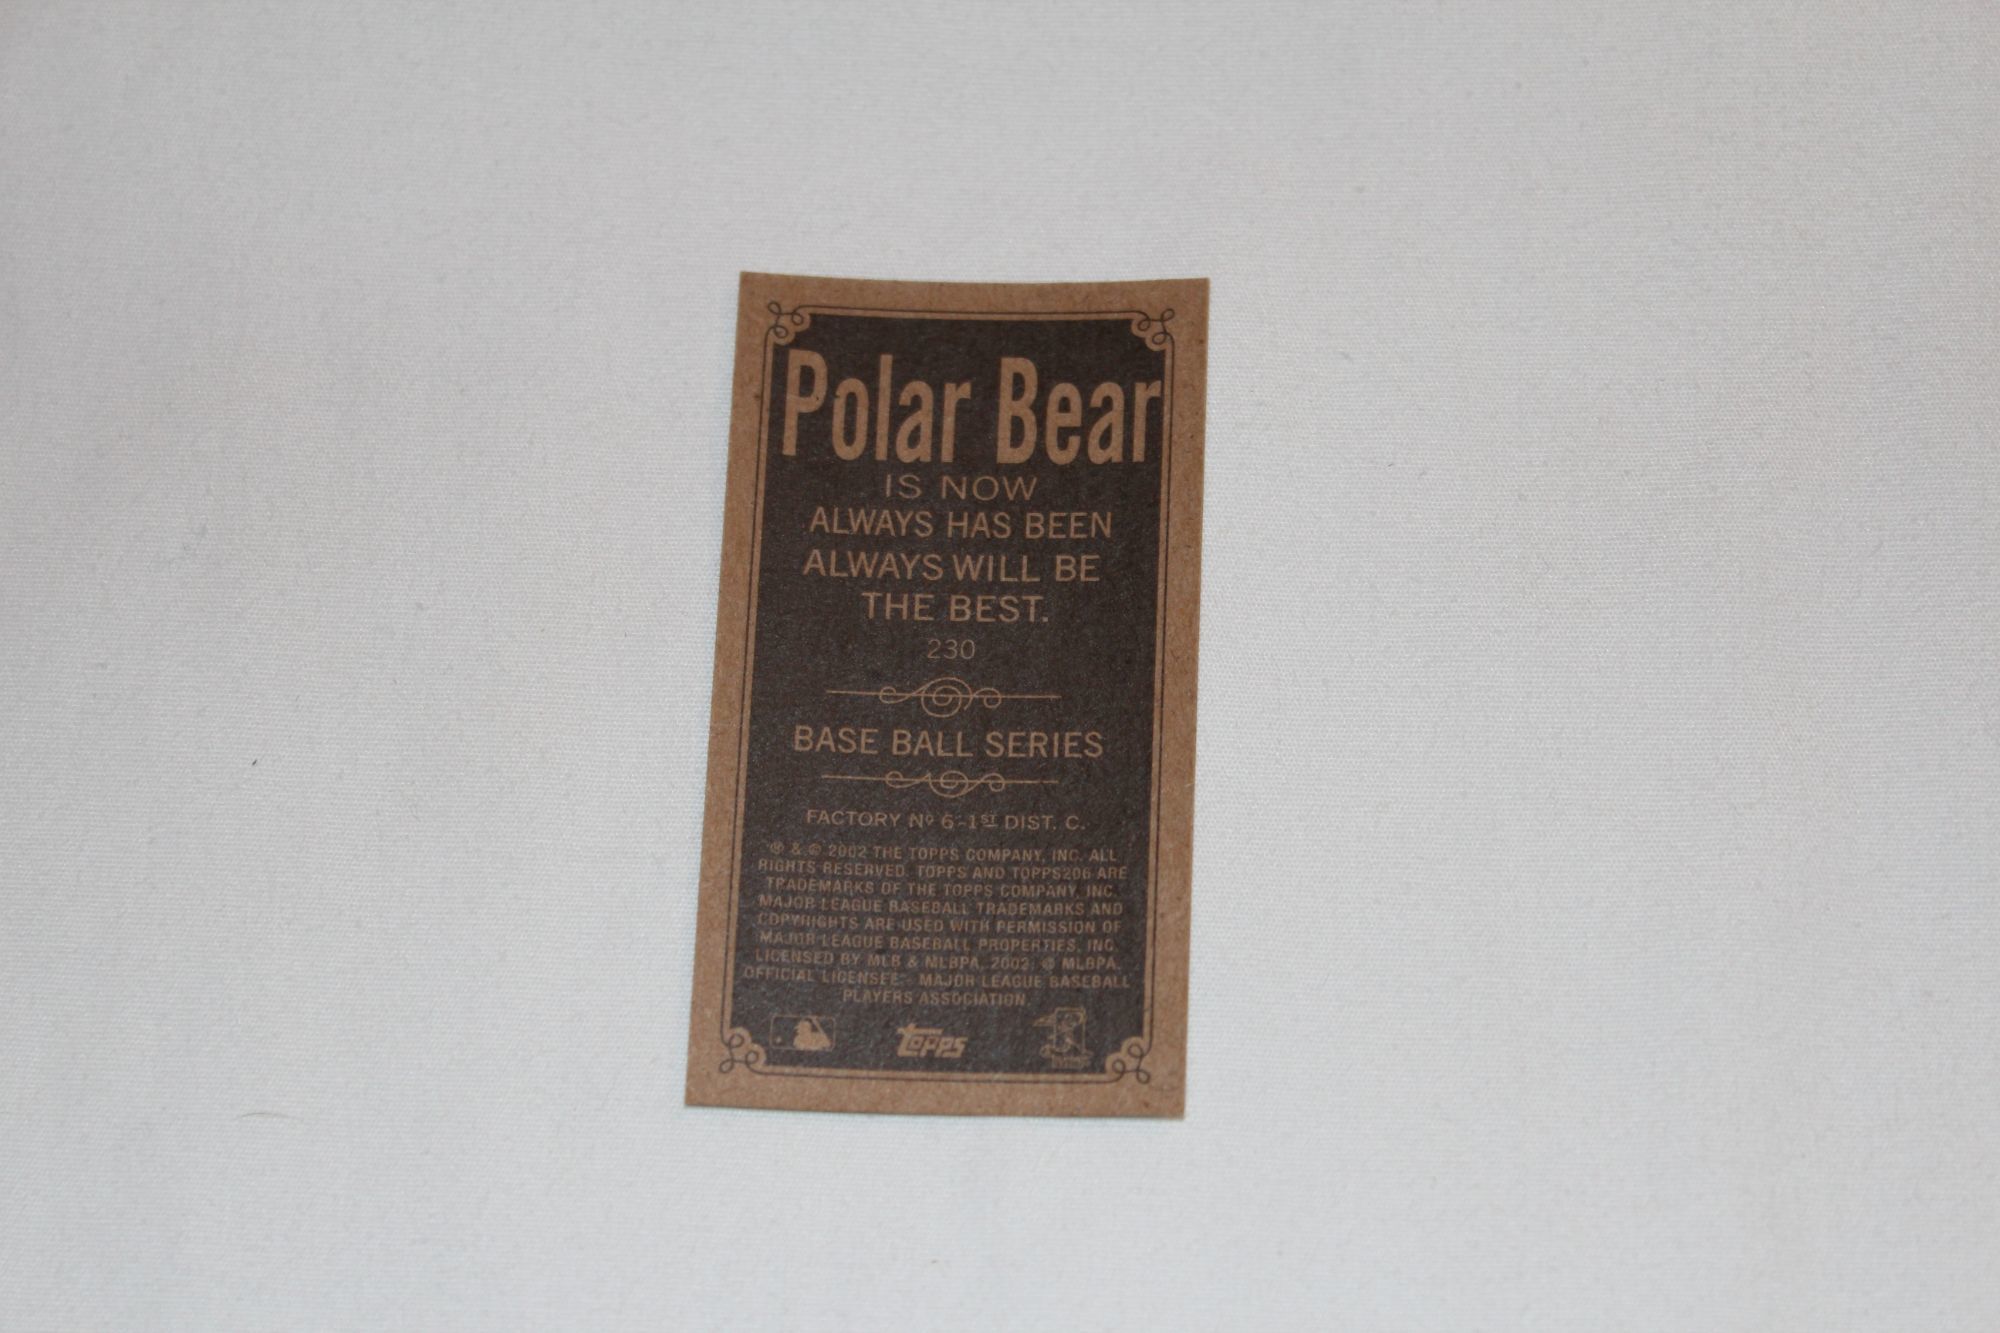 Polar Bear
IS NOW
ALWAYS HAS BEEN
ALWAYS WILL BE
THE BEST.
230
BASE BALL SERIES
FACTORY Nº 6-1ST DIST. C.
® & © 2002 THE TOPPS COMPANY, INC. ALL
RIGHTS RESERVED. TOPPS AND TOPPS206 ARE
TRADEMARKS OF THE TOPPS COMPANY, INC.
MAJOR LEAGUE BASEBALL TRADEMARKS AND
COPYRIGHTS ARE USED WITH PERMISSION OF
MAJOR LEAGUE BASEBALL PROPERTIES, INC.
LICENSED BY MLB & MLBPA, 2002. © MLBPA.
OFFICIAL LICENSEE - MAJOR LEAGUE BASEBALL
PLAYERS ASSOCIATION.
TOPPS